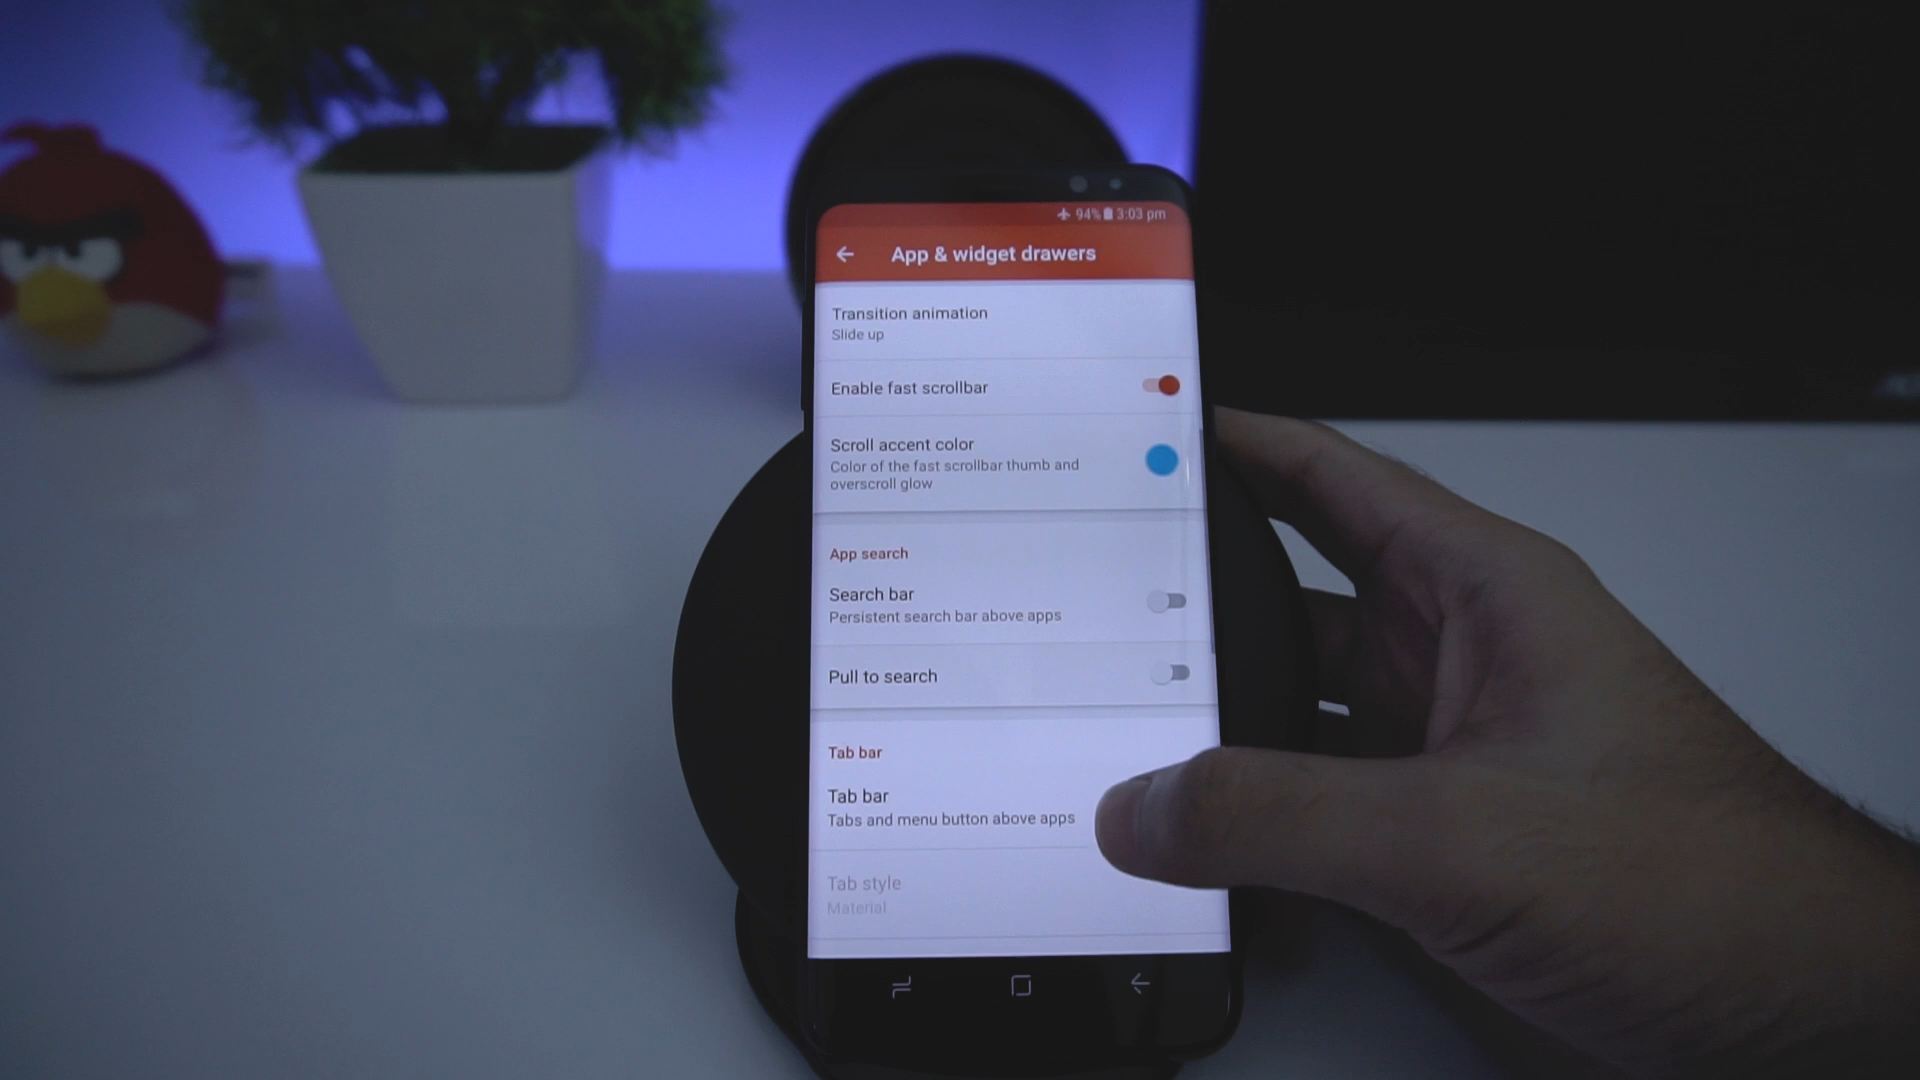 94% 3:03 pm
App & widget drawers
Transition animation
Slide up
Enable fast scrollbar
Scroll accent color
Color of the fast scrollbar thumb and
overscroll glow
App search
Search bar
Persistent search bar above apps
Pull to search
Tab bar
Tab bar
Tabs and menu button above apps
Tab style
Material